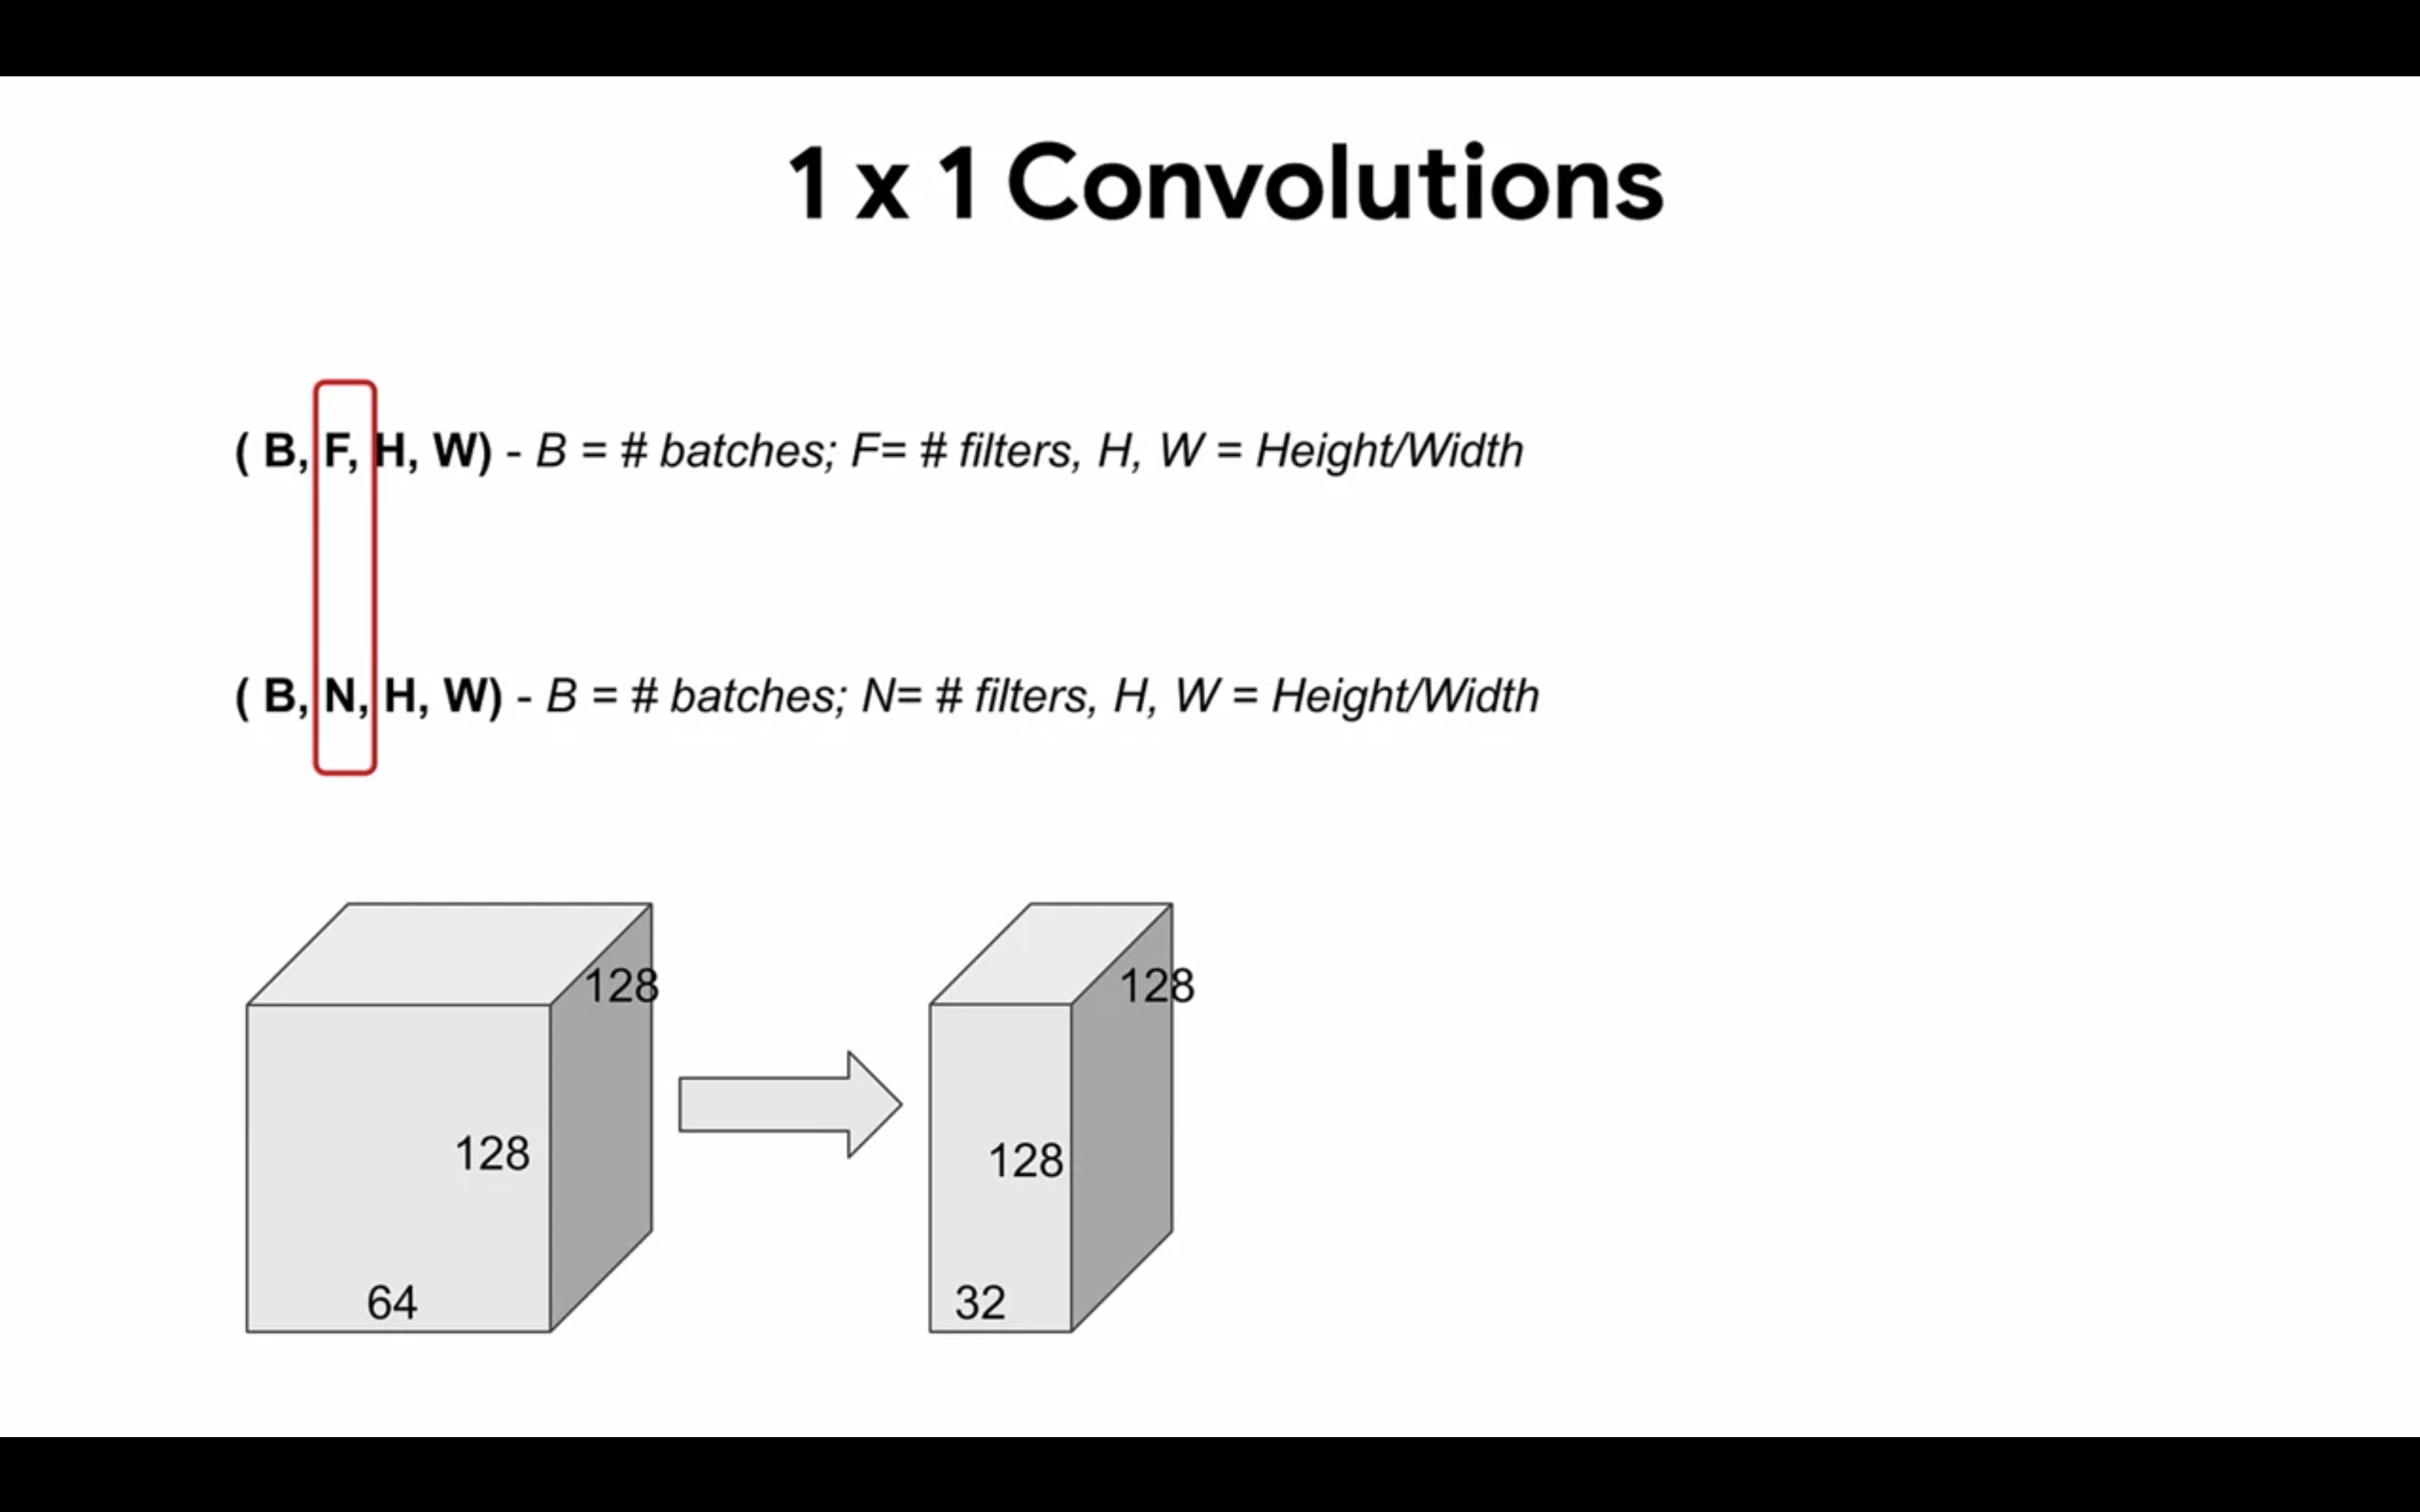 1 x 1 Convolutions
( B, F, H, W) - B = # batches; F= # filters, H, W = Height/Width
( B, N, H, W) - B = # batches; N= # filters, H, W = Height/Width
128
128
128
128
64
32